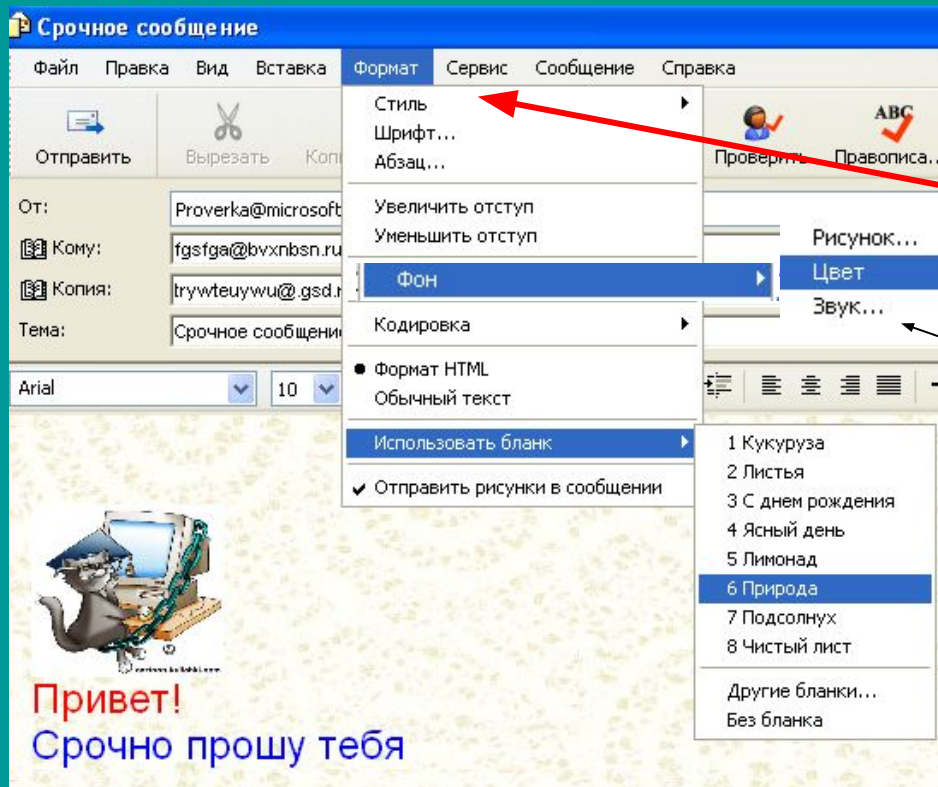 Срочное сообщение
Файл Правка Вид Вставка Формат Сервис Сообщение Справка
Отправить Вырезать Проверить Правописа...
ABC
От: Proverka@microsoft
Кому: fgsfga@bvxnbsn.ru
Копия: trywteuywu@.gsd.r
Тема: Срочное сообщени
Arial 10
Стиль
Шрифт...
Абзац...
Увеличить отступ
Уменьшить отступ
Фон
Кодировка
Формат HTML
Обычный текст
Использовать бланк
Отправить рисунки в сообщении
Рисунок...
Цвет
Звук...
1 Кукуруза
2 Листья
3 С днем рождения
4 Ясный день
5 Лимонад
6 Природа
7 Подсолнух
8 Чистый лист
Другие бланки...
Без бланка
Привет!
Срочно прошу тебя